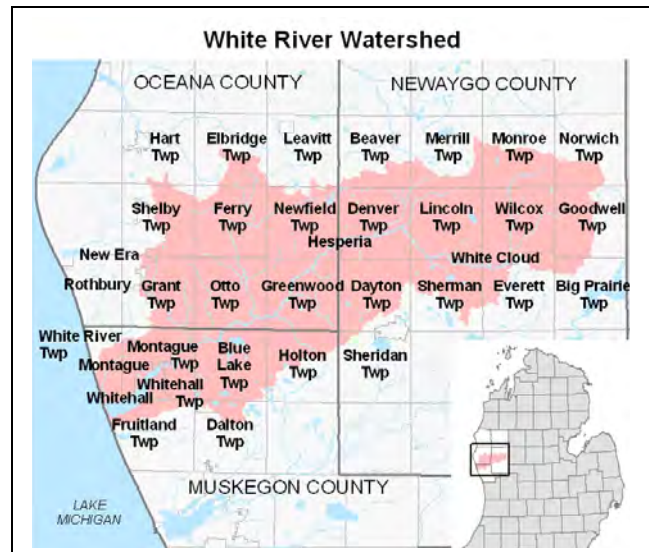 White River Watershed
OCEANA COUNTY
NEWAYGO COUNTY
Hart
Twp
Elbridge
Twp
Leavitt
Twp
Beaver
Twp
Merrill
Twp
Monroe
Twp
Norwich
Twp
Shelby
Twp
Ferry
Twp
Newfield
Twp
Hesperia
Denver
Twp
Lincoln
Twp
Wilcox
Twp
Goodwell
Twp
New Era
White Cloud
Rothbury
Grant
Twp
Otto
Twp
Greenwood
Twp
Dayton
Twp
Sherman
Twp
Everett
Twp
Big Prairie
Twp
White River
Twp
Montague
Montague
Twp
Blue
Lake
Twp
Holton
Twp
Sheridan
Twp
Whitehall
Whitehall
Twp
Fruitland
Twp
Dalton
Twp
MUSKEGON COUNTY
LAKE
MICHIGAN